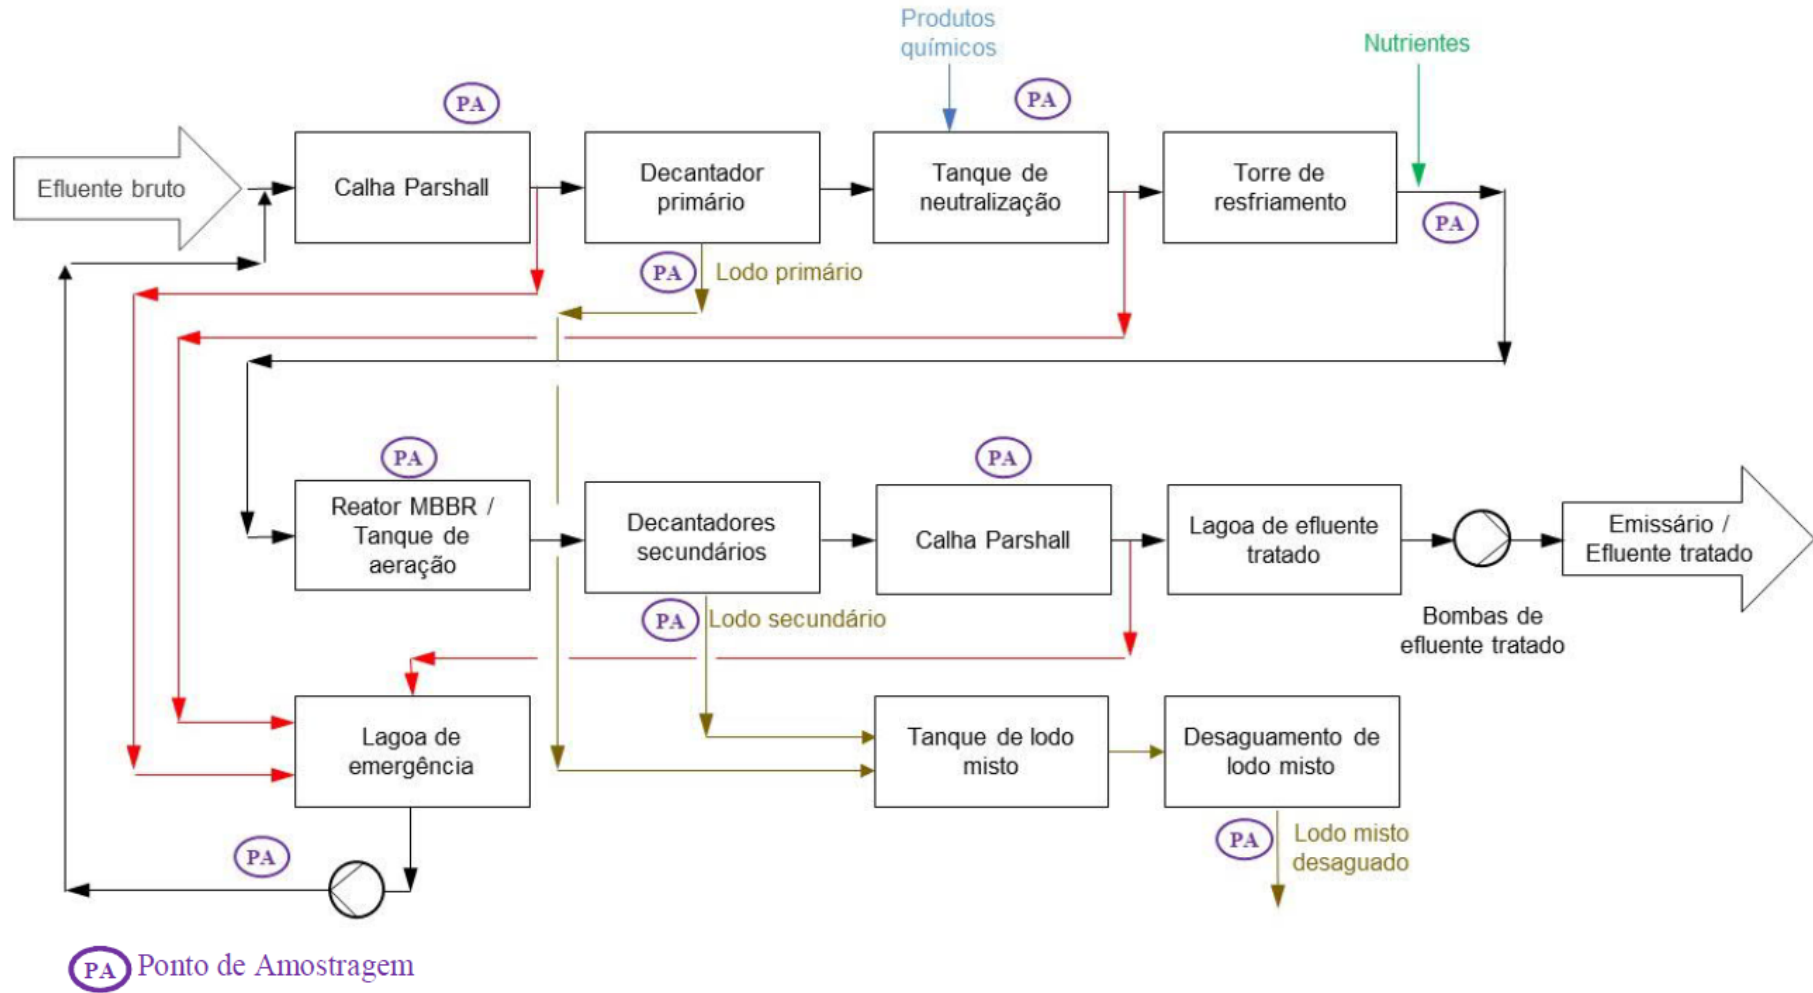 Produtos
químicos
Nutrientes
PA
PA
Efluente bruto
Calha Parshall
Decantador
primário
Tanque de
neutralização
Torre de
resfriamento
PA
PA
Lodo primário
PA
PA
Reator MBBR /
Tanque de
aeração
Decantadores
secundários
Calha Parshall
Lagoa de efluente
tratado
Emissário /
Efluente tratado
PA
Lodo secundário
Bombas de
efluente tratado
Lagoa de
emergência
Tanque de lodo
misto
Desaguamento de
lodo misto
PA
PA
Lodo misto
desaguado
PA
Ponto de Amostragem